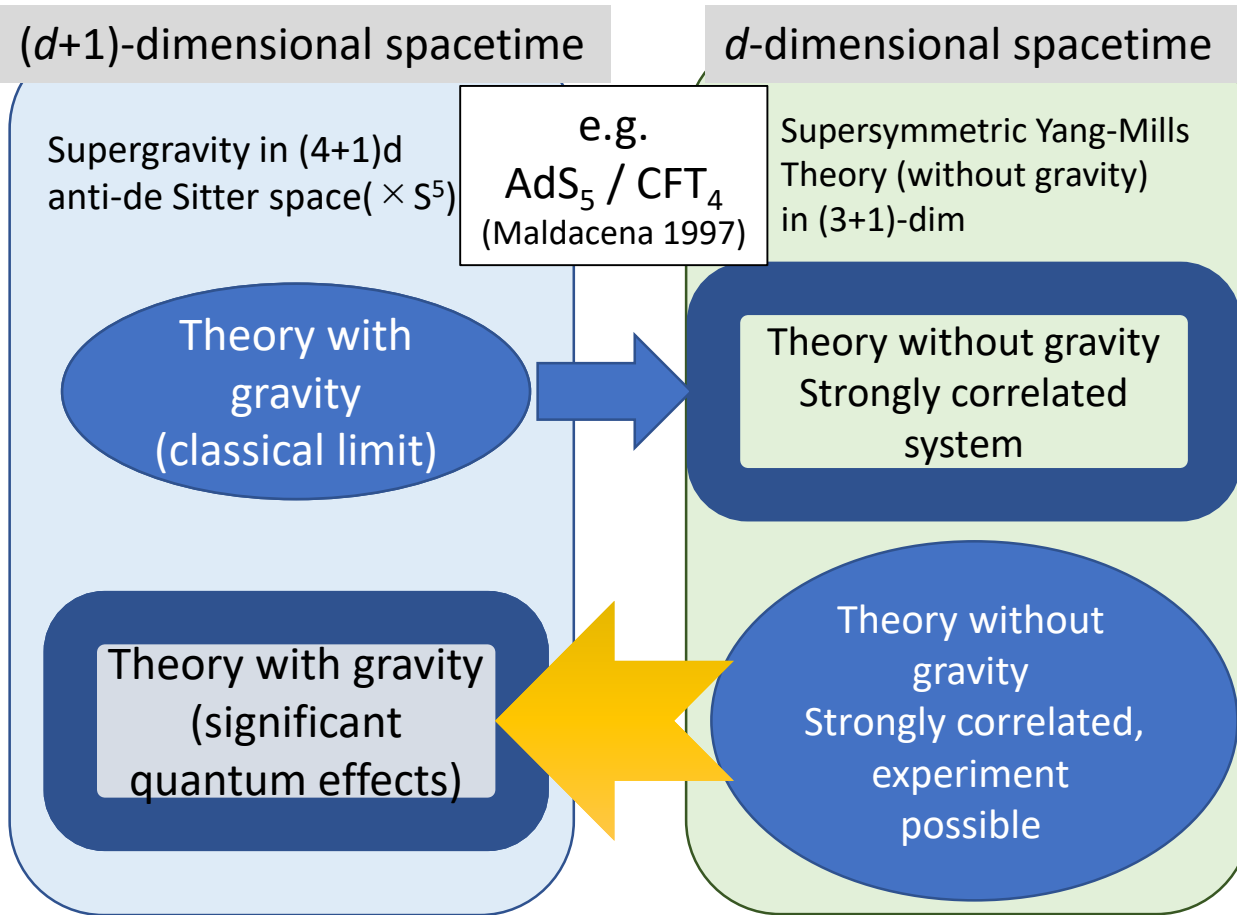 (d+1)-dimensional spacetime
d-dimensional spacetime
Supergravity in (4+1)d
anti-de Sitter space( × S⁵)
e.g.
AdS₅ / CFT₄
(Maldacena 1997)
Supersymmetric Yang-Mills
Theory (without gravity)
in (3+1)-dim
Theory with
gravity
(classical limit)
Theory without gravity
Strongly correlated
system
Theory with gravity
(significant
quantum effects)
Theory without
gravity
Strongly correlated,
experiment
possible